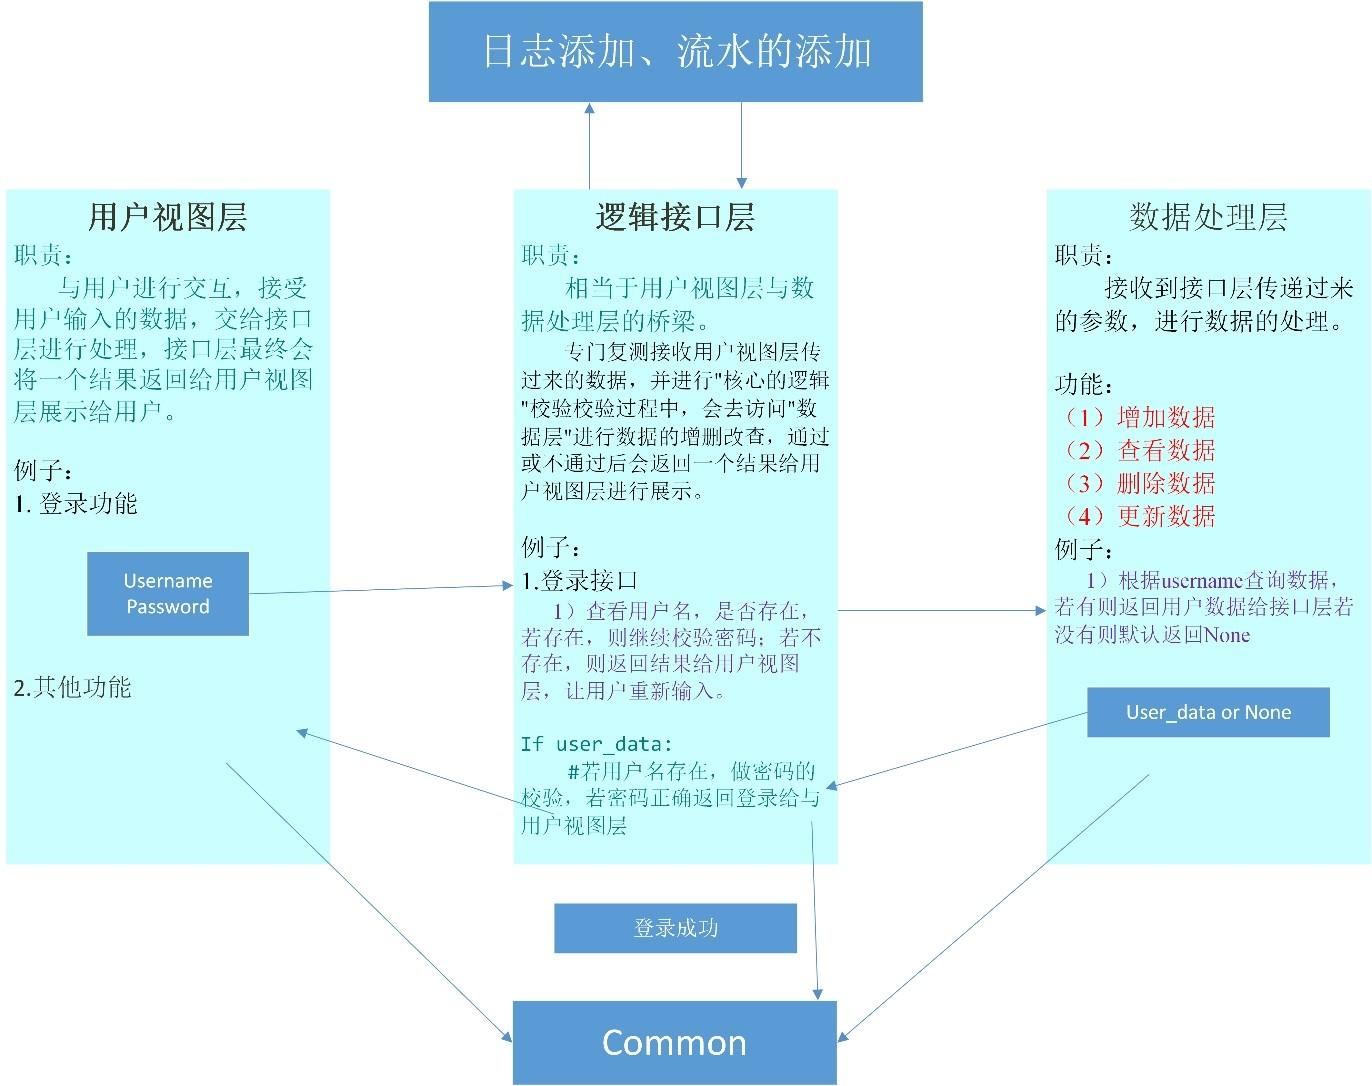 日志添加、流水的添加
用户视图层
职责：
与用户进行交互，接受
用户输入的数据，交给接口
层进行处理，接口层最终会
将一个结果返回给用户视图
层展示给用户。
例子：
1. 登录功能
Username
Password
2.其他功能
逻辑接口层
职责：
相当于用户视图层与数
据处理层的桥梁。
专门复测接收用户视图层传
过来的数据，并进行"核心的逻辑
"校验校验过程中，会去访问"数
据层"进行数据的增删改查，通过
或不通过后会返回一个结果给用
户视图层进行展示。
例子：
1.登录接口
1）查看用户名，是否存在，
若存在，则继续校验密码；若不
存在，则返回结果给用户视图
层，让用户重新输入。
If user_data:
#若用户名存在，做密码的
校验，若密码正确返回登录给与
用户视图层
数据处理层
职责：
接收到接口层传递过来
的参数，进行数据的处理。
功能：
（1）增加数据
（2）查看数据
（3）删除数据
（4）更新数据
例子：
1）根据username查询数据，
若有则返回用户数据给接口层若
没有则默认返回None
User_data or None
登录成功
Common